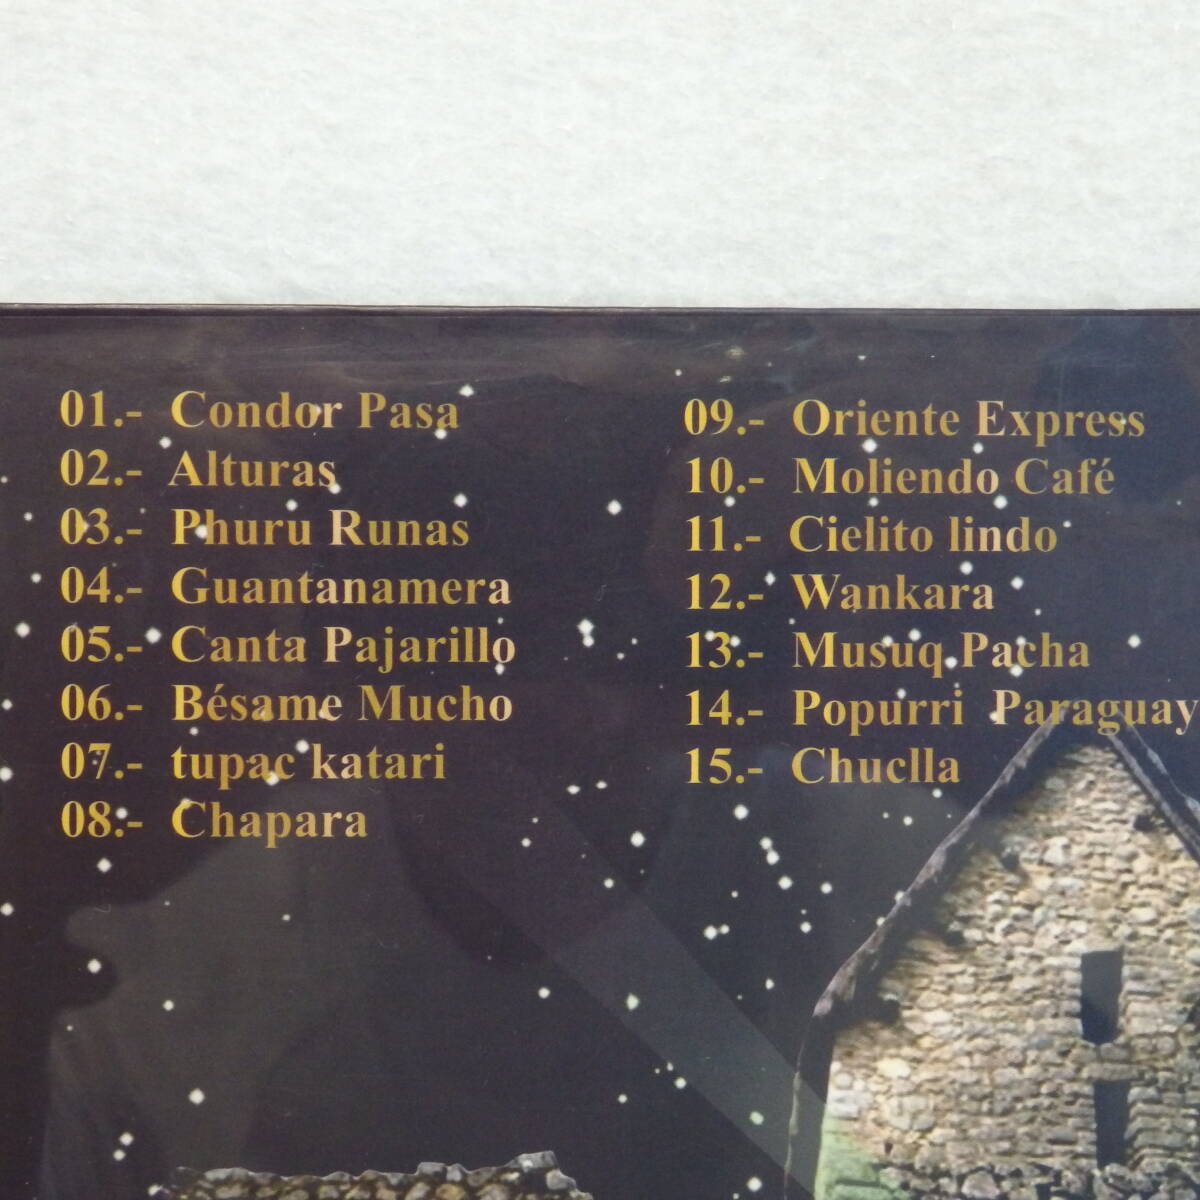 01.- Condor Pasa
02.- Alturas
03.- Phuru Runas
04.- Guantanamera
05.- Canta Pajarillo
06.- Bésame Mucho
07.- tupac katari
08.- Chapara
09.- Oriente Express
10.- Moliendo Café
11.- Cielito lindo
12.- Wankara
13.- Musuq Pacha
14.- Popurri Paraguay
15.- Chuclla